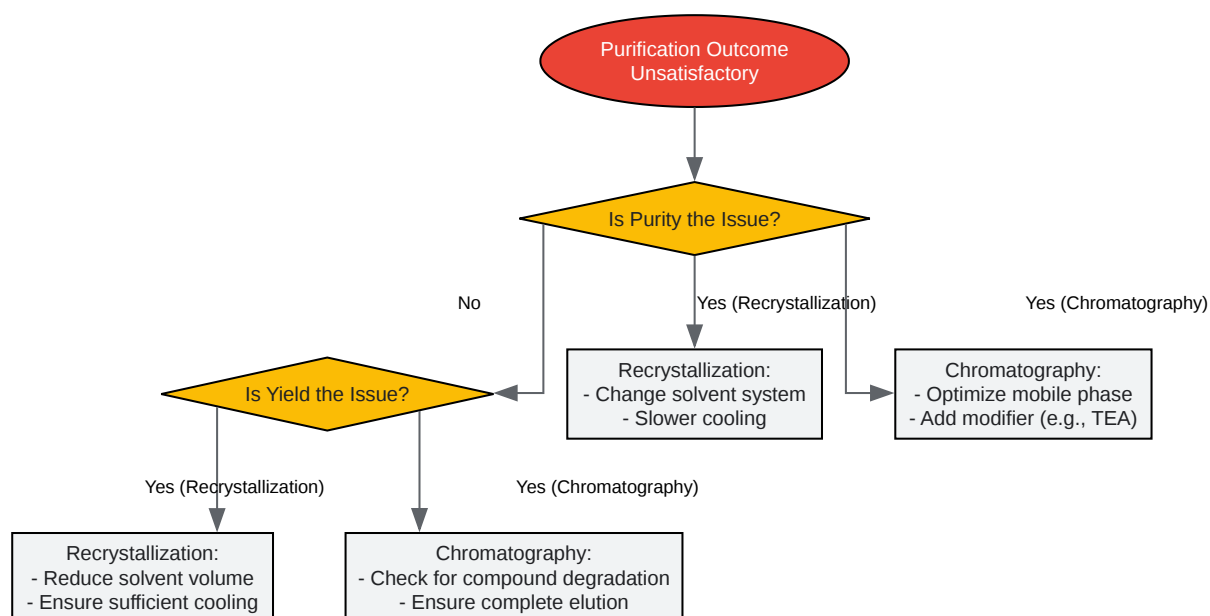 Purification Outcome
Unsatisfactory
Is Purity the Issue?
No
Yes (Recrystallization)
Yes (Chromatography)
Recrystallization:
- Change solvent system
- Slower cooling
Chromatography:
- Optimize mobile phase
- Add modifier (e.g., TEA)
Is Yield the Issue?
Yes (Recrystallization)
Yes (Chromatography)
Recrystallization:
- Reduce solvent volume
- Ensure sufficient cooling
Chromatography:
- Check for compound degradation
- Ensure complete elution